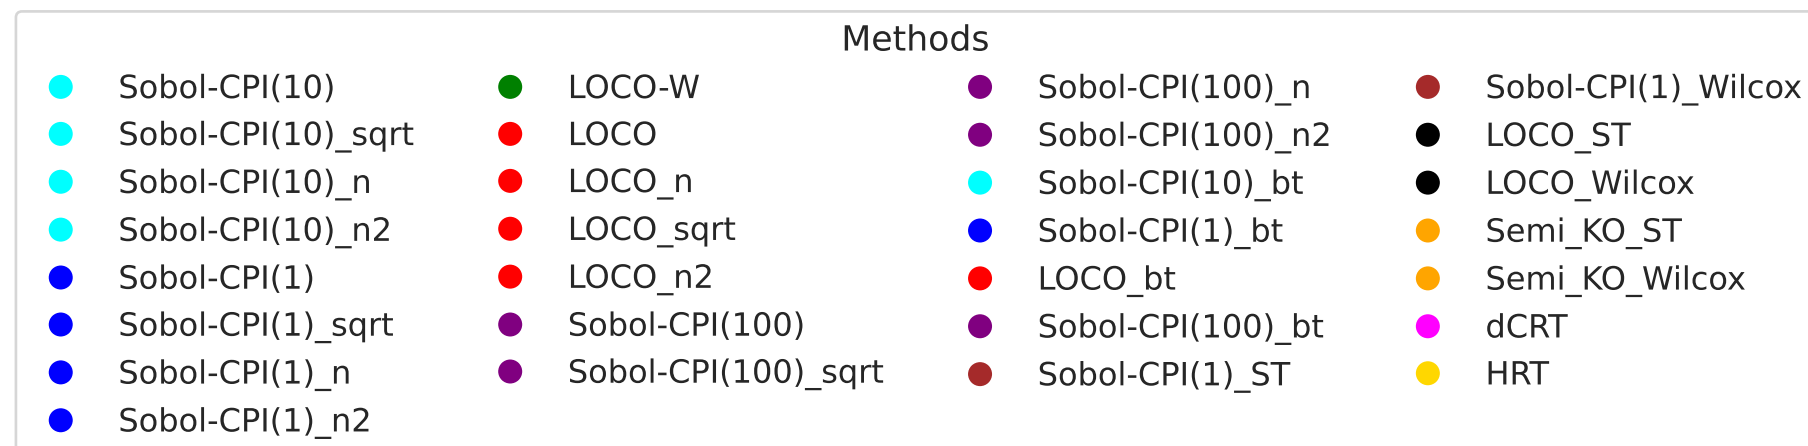 Methods
Sobol-CPI(10)
Sobol-CPI(10)_sqrt
Sobol-CPI(10)_n
Sobol-CPI(10)_n2
Sobol-CPI(1)
Sobol-CPI(1)_sqrt
Sobol-CPI(1)_n
Sobol-CPI(1)_n2
LOCO-W
LOCO
LOCO_n
LOCO_sqrt
LOCO_n2
Sobol-CPI(100)
Sobol-CPI(100)_sqrt
Sobol-CPI(100)_n
Sobol-CPI(100)_n2
Sobol-CPI(10)_bt
Sobol-CPI(1)_bt
LOCO_bt
Sobol-CPI(100)_bt
Sobol-CPI(1)_ST
Sobol-CPI(1)_Wilcox
LOCO_ST
LOCO_Wilcox
Semi_KO_ST
Semi_KO_Wilcox
dCRT
HRT